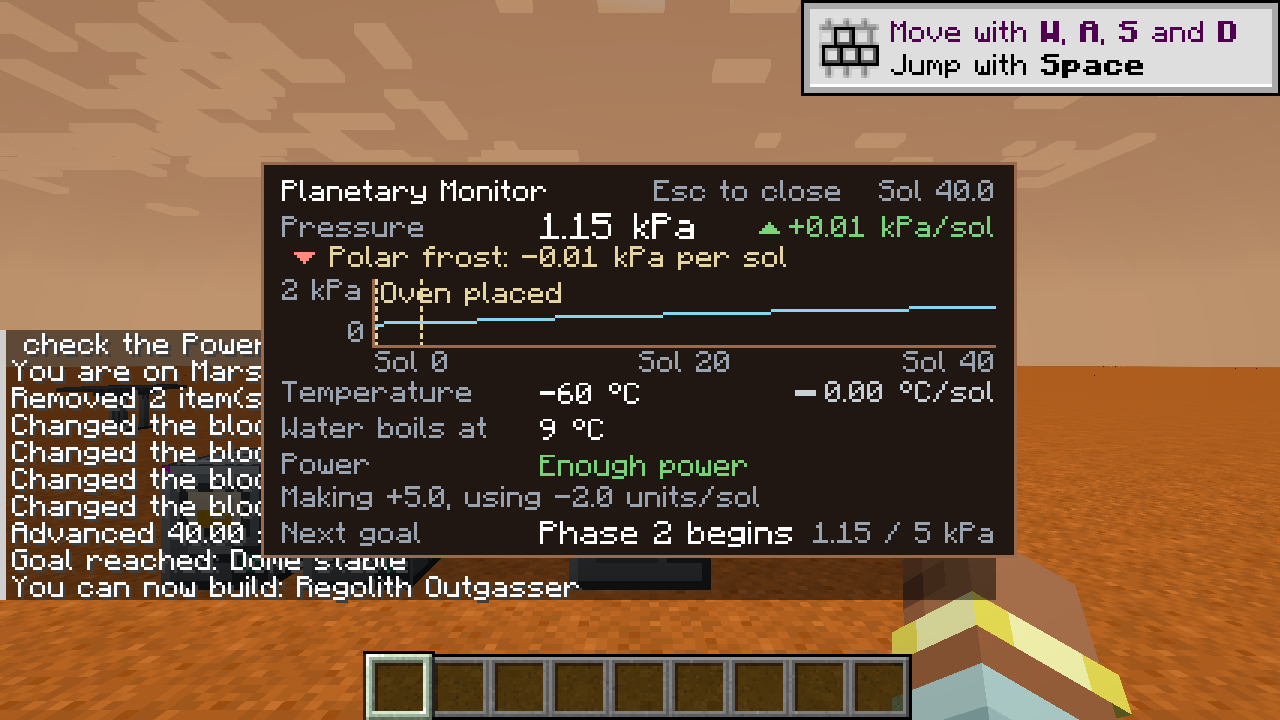 Move with W, A, S and D
Jump with Space
Planetary Monitor Esc to close Sol 40.0
Pressure 1.15 kPa +0.01 kPa/sol
Polar frost: -0.01 kPa per sol
2 kPa Oven placed
0
Sol 0 Sol 20 Sol 40
Temperature -60 ºC 0.00 ºC/sol
Water boils at 9 ºC
Power Enough power
Making +5.0, using -2.0 units/sol
Next goal Phase 2 begins 1.15 / 5 kPa
check the Power
You are on Mars
Removed 2 item(s
Changed the bloc
Changed the bloc
Changed the bloc
Changed the bloc
Advanced 40.00
Goal reached: Dome stable
You can now build: Regolith Outgasser